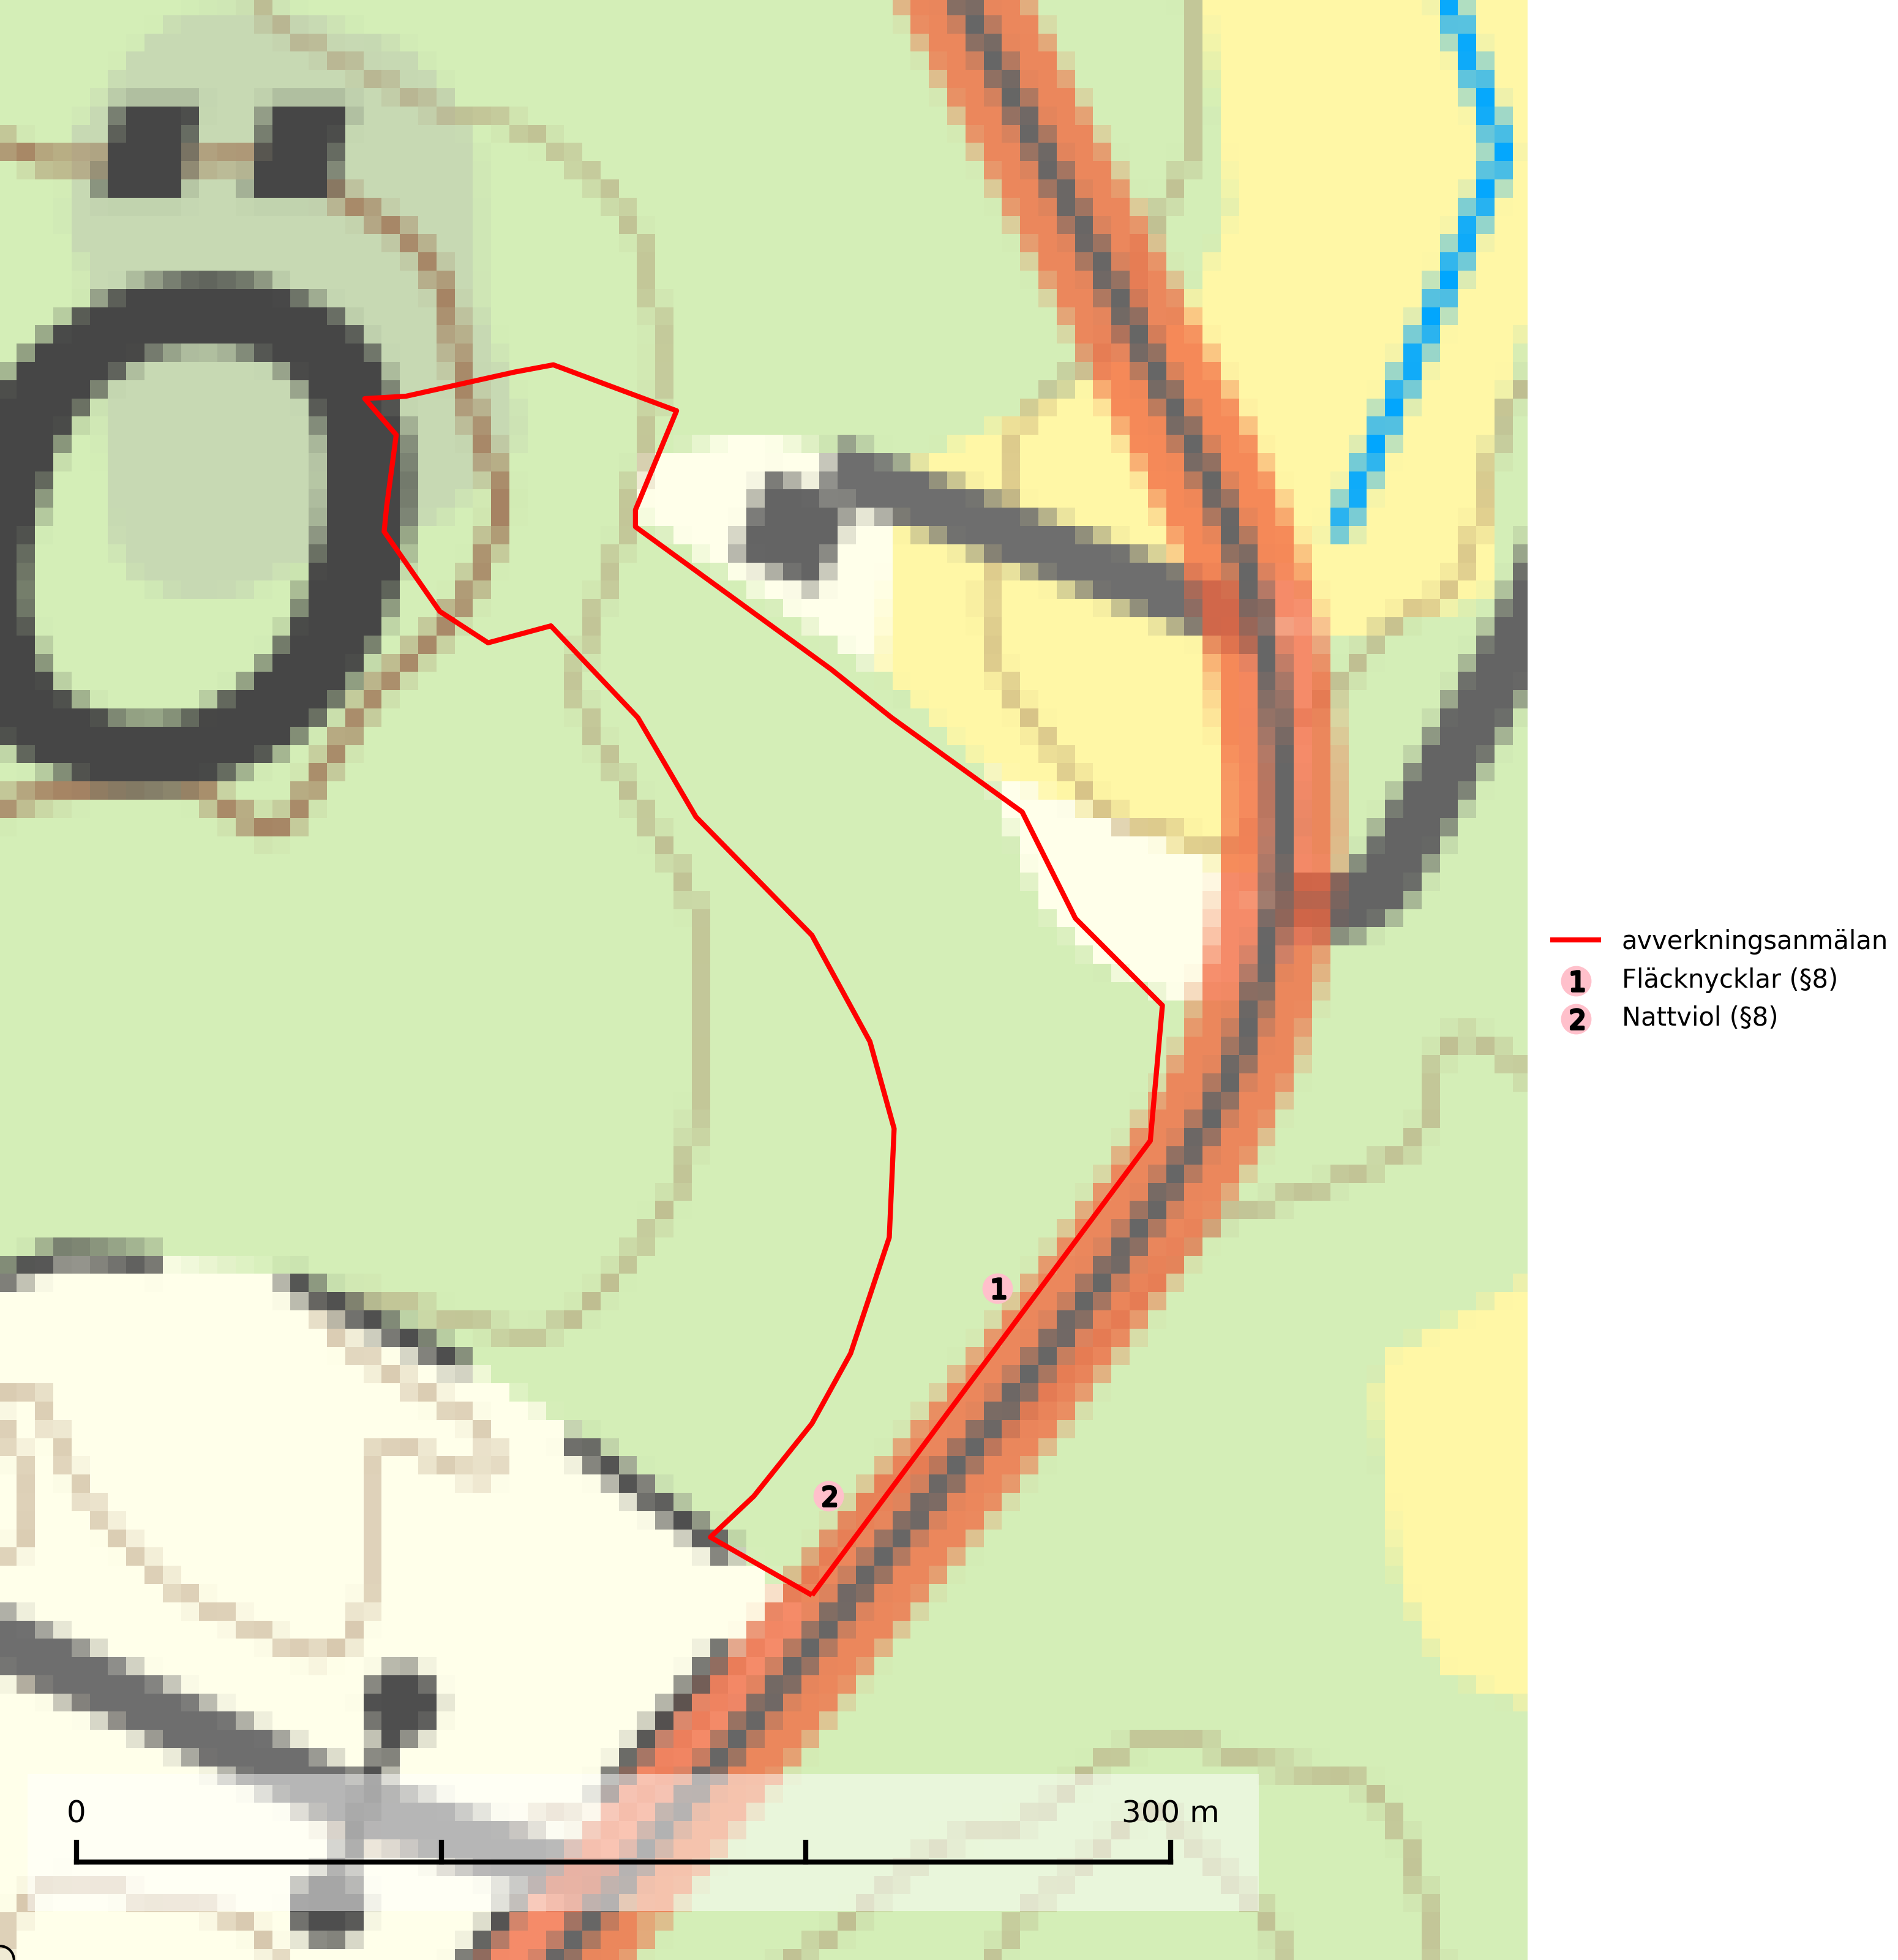 avverkningsanmälan
1 Fläcknycklar (§8)
2 Nattviol (§8)
1
2
0 300 m